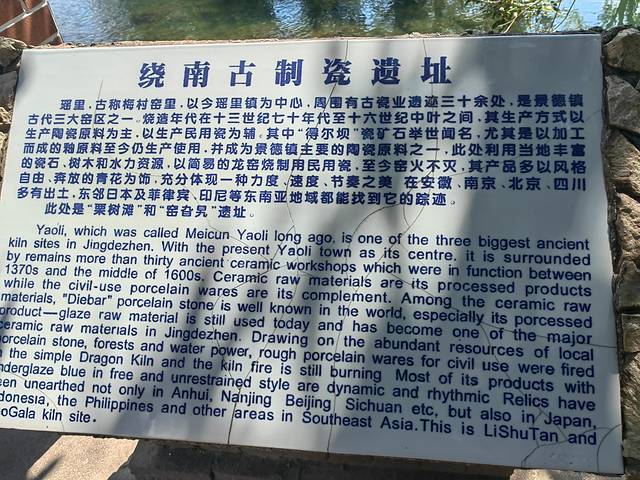 绕南古制瓷遗址
瑶里，古称梅村窑里，以今瑶里镇为中心，周围有古瓷业遗迹三十余处，是景德镇
古代三大窑区之一。烧造年代在十三世纪七十年代至十六世纪中叶之间，其生产方式以
生产陶瓷原料为主，以生产民用瓷为辅。其中“得尔坝”瓷矿石举世闻名，尤其是以加工
而成的釉原料至今仍生产使用，并成为景德镇的主要的陶瓷原料之一，此处利用当地丰富
的瓷石、树木和水力资源，以简易的龙窑烧制用民用瓷，至今窑火不灭，其产品多以风格
自由、奔放的青花为饰，充分体现一种力度、速度、节奏之美，在安徽、南京、北京、四川
多有出土，东邻日本及菲律宾、印尼等东南亚地域都能找到它的踪迹。
此处是“栗树滩”和“窑旮旯”遗址。
Yaoli, which was called Meicun Yaoli long ago, is one of the three biggest ancient
kiln sites in Jingdezhen. With the present Yaoli town as its centre. it is surrounded
by remains more than thirty ancient ceramic workshops which were in function between
1370s and the middle of 1600s. Ceramic raw materials are its processed products
while the civil-use porcelain wares are its complement. Among the ceramic raw
materials, "Diebar" porcelain stone is well known in the world, especially its porcessed
product—glaze raw material is still used today and has become one of the major
ceramic raw materials in Jingdezhen. Drawing on the abundant resources of local
porcelain stone, forests and water power, rough porcelain wares for civil use were fired
the simple Dragon Kiln and the kiln fire is still burning Most of its products with
nderglaze blue in free and unrestrained style are dynamic and rhythmic Relics have
en unearthed not only in Anhui, Nanjing Beijing Sichuan etc, but also in Japan,
donesia, the Philippines and other areas in Southeast Asia.This is LiShuTan and
oGala kiln site.